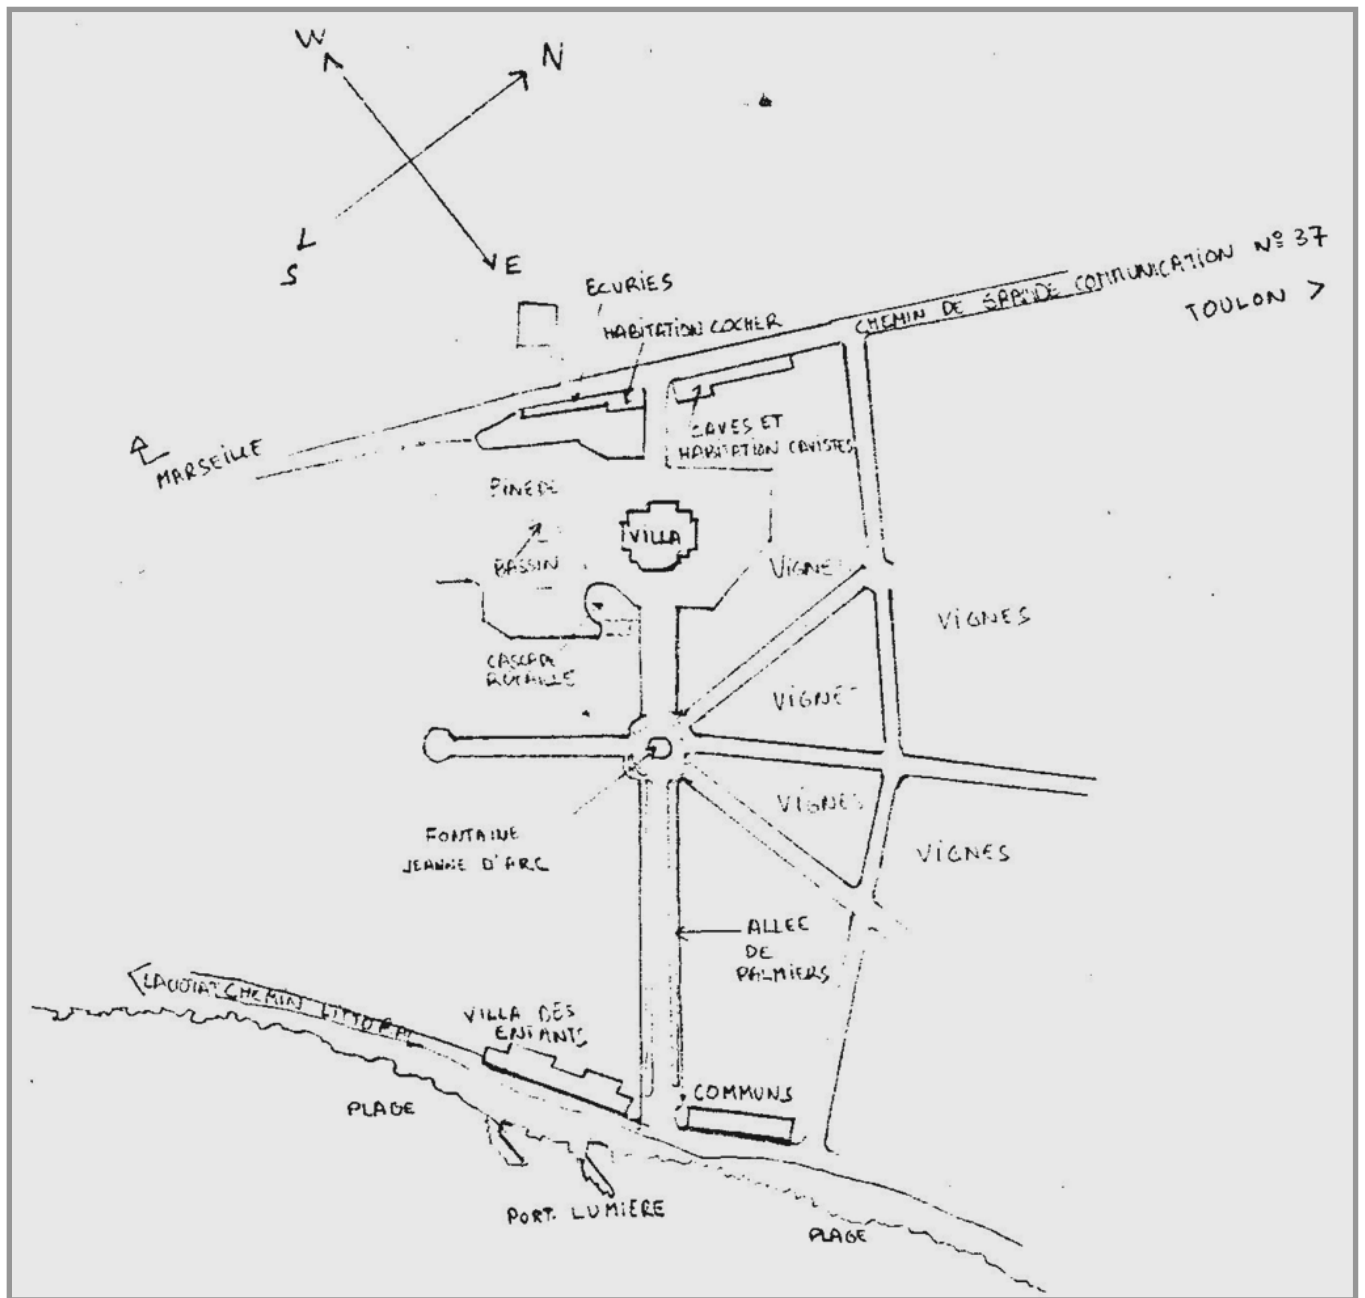 W
N
S
E
ECURIES
HABITATION COCHER
CHEMIN DE GRANDE COMMUNICATION Nº 37
TOULON >
MARSEILLE
CAVES ET
HABITATION CAVISTES
PINEDE
VILLA
BASSIN
VIGNE
VIGNES
CASCADE
ROCAILLE
VIGNE
VIGNES
FONTAINE
JEANNE D'ARC
VIGNES
ALLEE
DE
PALMIERS
CHEMIN LITTORAL
VILLA DES
ENFANTS
COMMUNS
PLAGE
PORT. LUMIERE
PLAGE